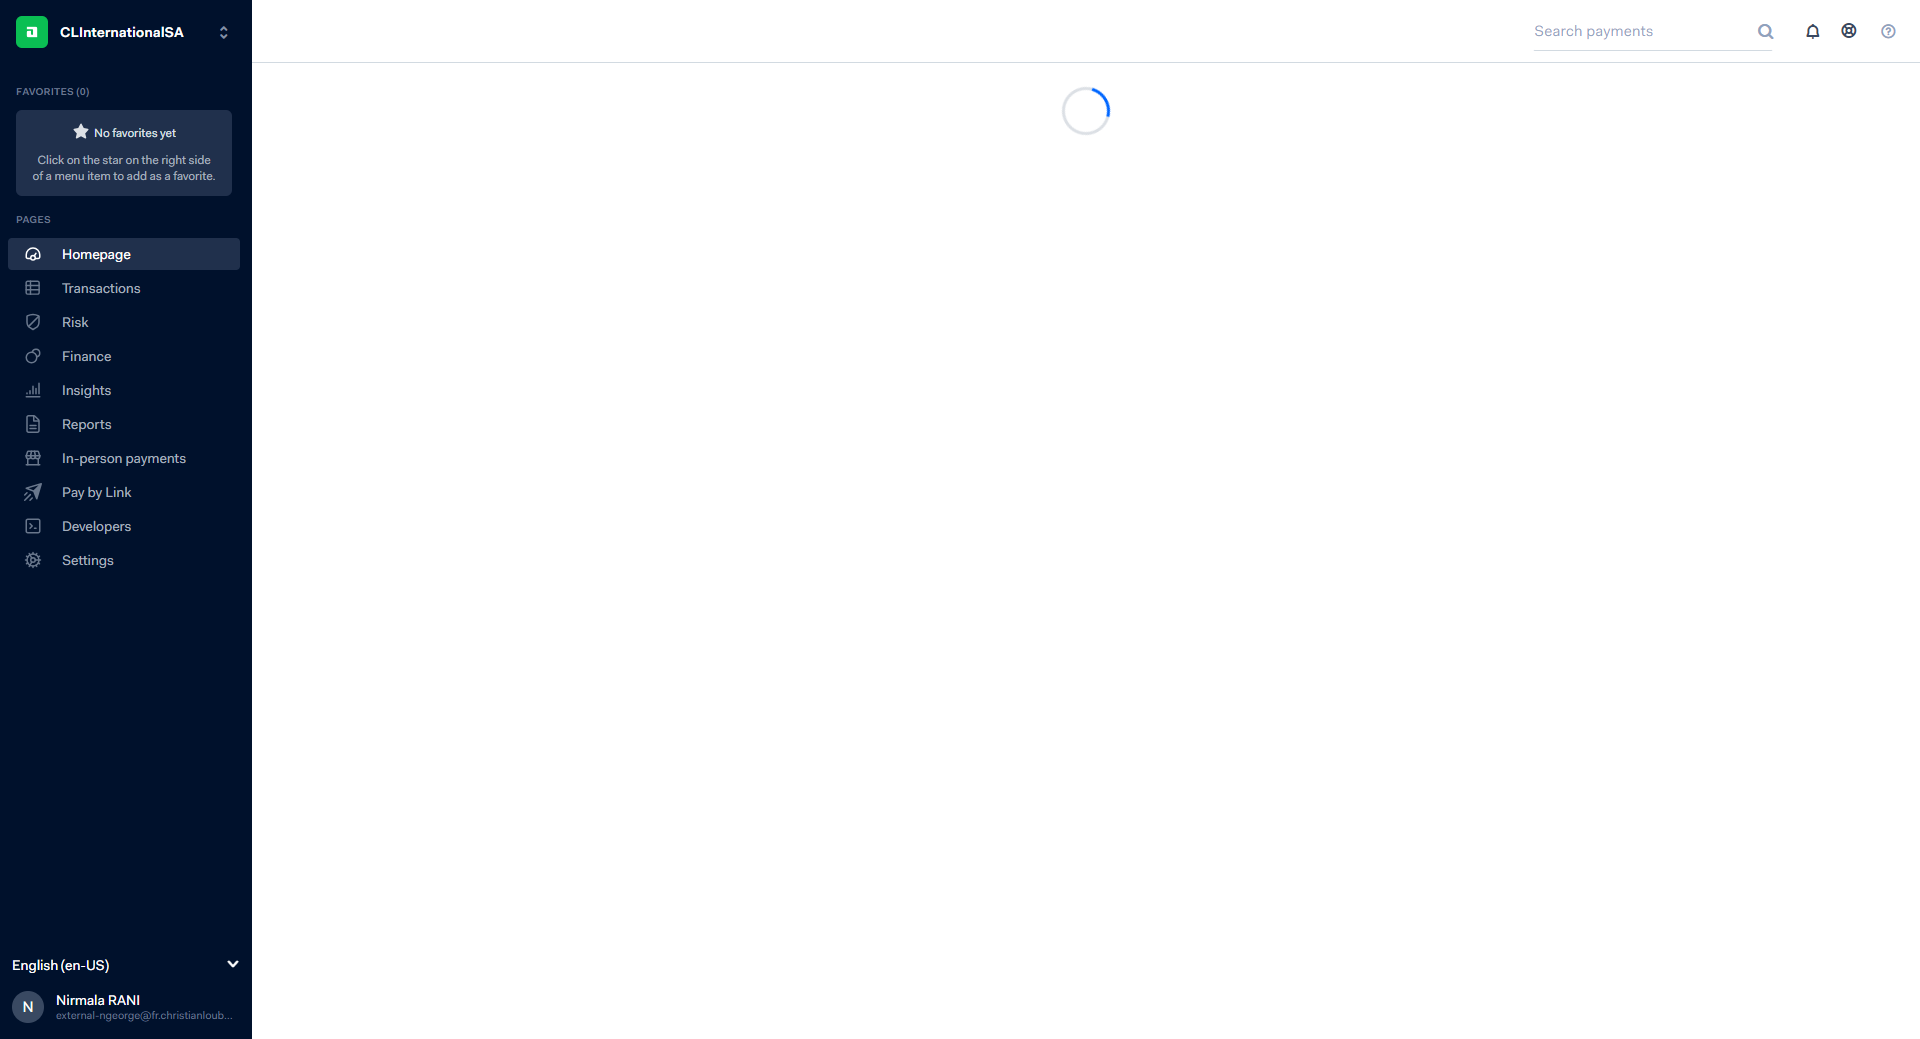 CLInternationalSA
Search payments
FAVORITES (0)
No favorites yet
Click on the star on the right side
of a menu item to add as a favorite.
PAGES
Homepage
Transactions
Risk
Finance
Insights
Reports
In-person payments
Pay by Link
Developers
Settings
English (en-US)
N
Nirmala RANI
external-ngeorge@fr.christianloub...